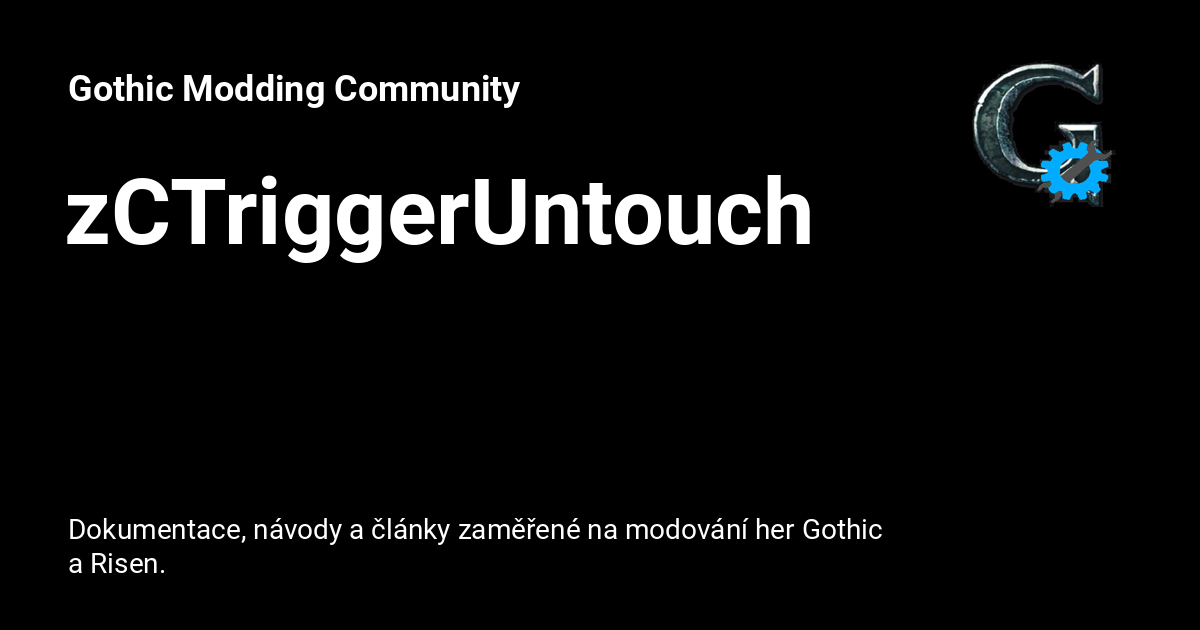 Gothic Modding Community
zCTriggerUntouch
Dokumentace, návody a články zaměřené na modování her Gothic
a Risen.